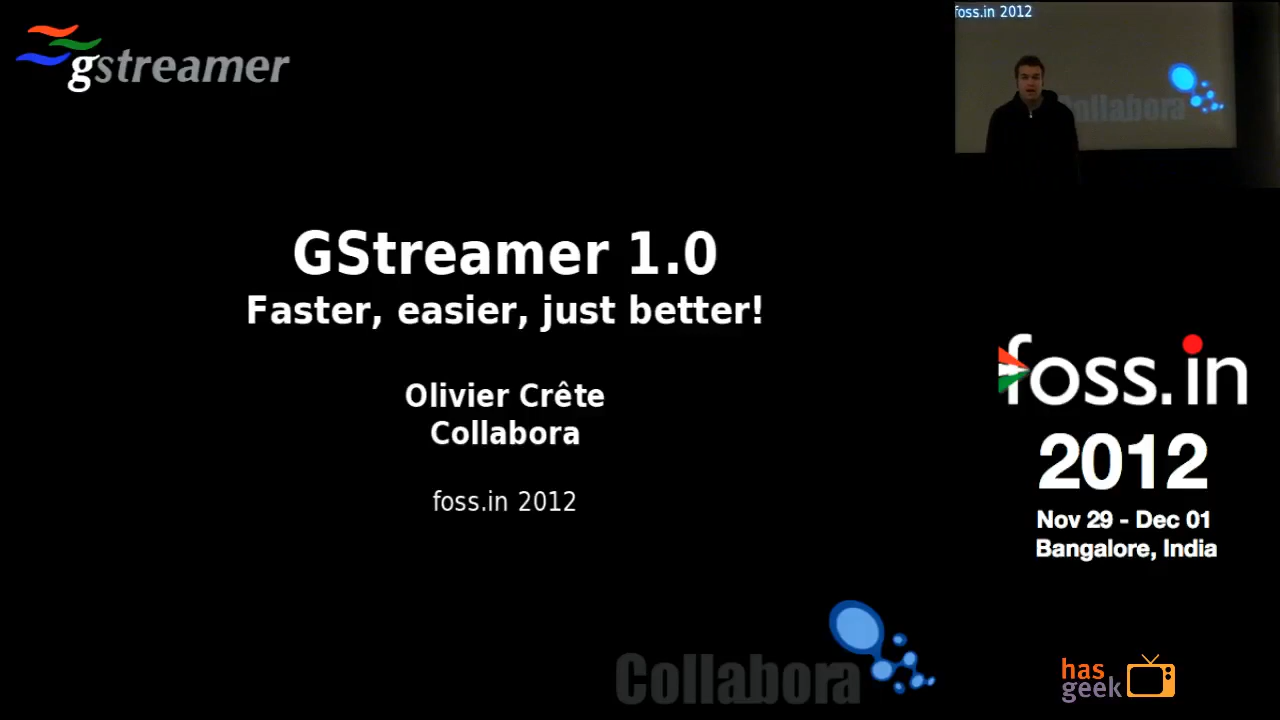 gstreamer
foss.in 2012
Collabora
GStreamer 1.0
Faster, easier, just better!
Olivier Crête
Collabora
foss.in 2012
Collabora
foss.in
2012
Nov 29 - Dec 01
Bangalore, India
has
geek